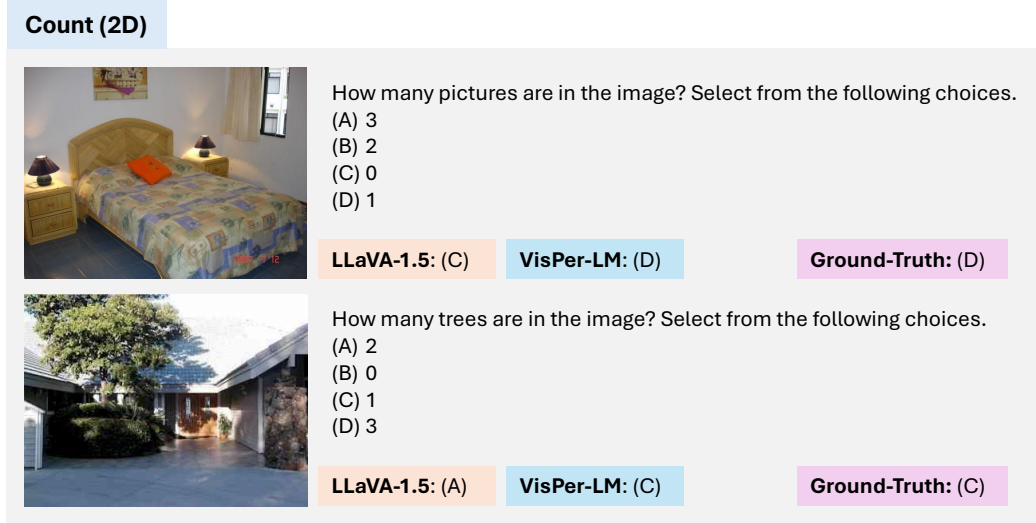 Count (2D)
How many pictures are in the image? Select from the following choices.
(A) 3
(B) 2
(C) 0
(D) 1
LLaVA-1.5: (C) VisPer-LM: (D) Ground-Truth: (D)
How many trees are in the image? Select from the following choices.
(A) 2
(B) 0
(C) 1
(D) 3
LLaVA-1.5: (A) VisPer-LM: (C) Ground-Truth: (C)